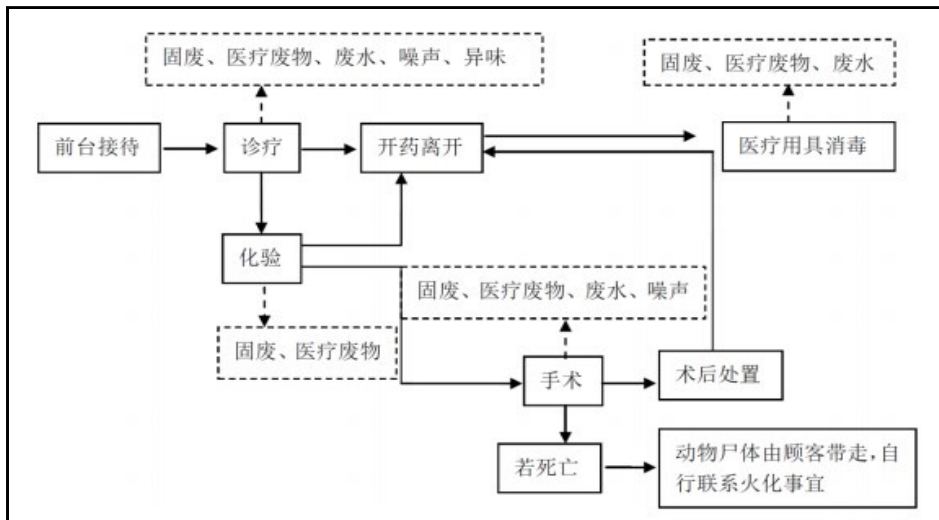 固废、医疗废物、废水、噪声、异味
固废、医疗废物、废水
前台接待
诊疗
开药离开
医疗用具消毒
化验
固废、医疗废物、废水、噪声
固废、医疗废物
手术
术后处置
若死亡
动物尸体由顾客带走,自
行联系火化事宜